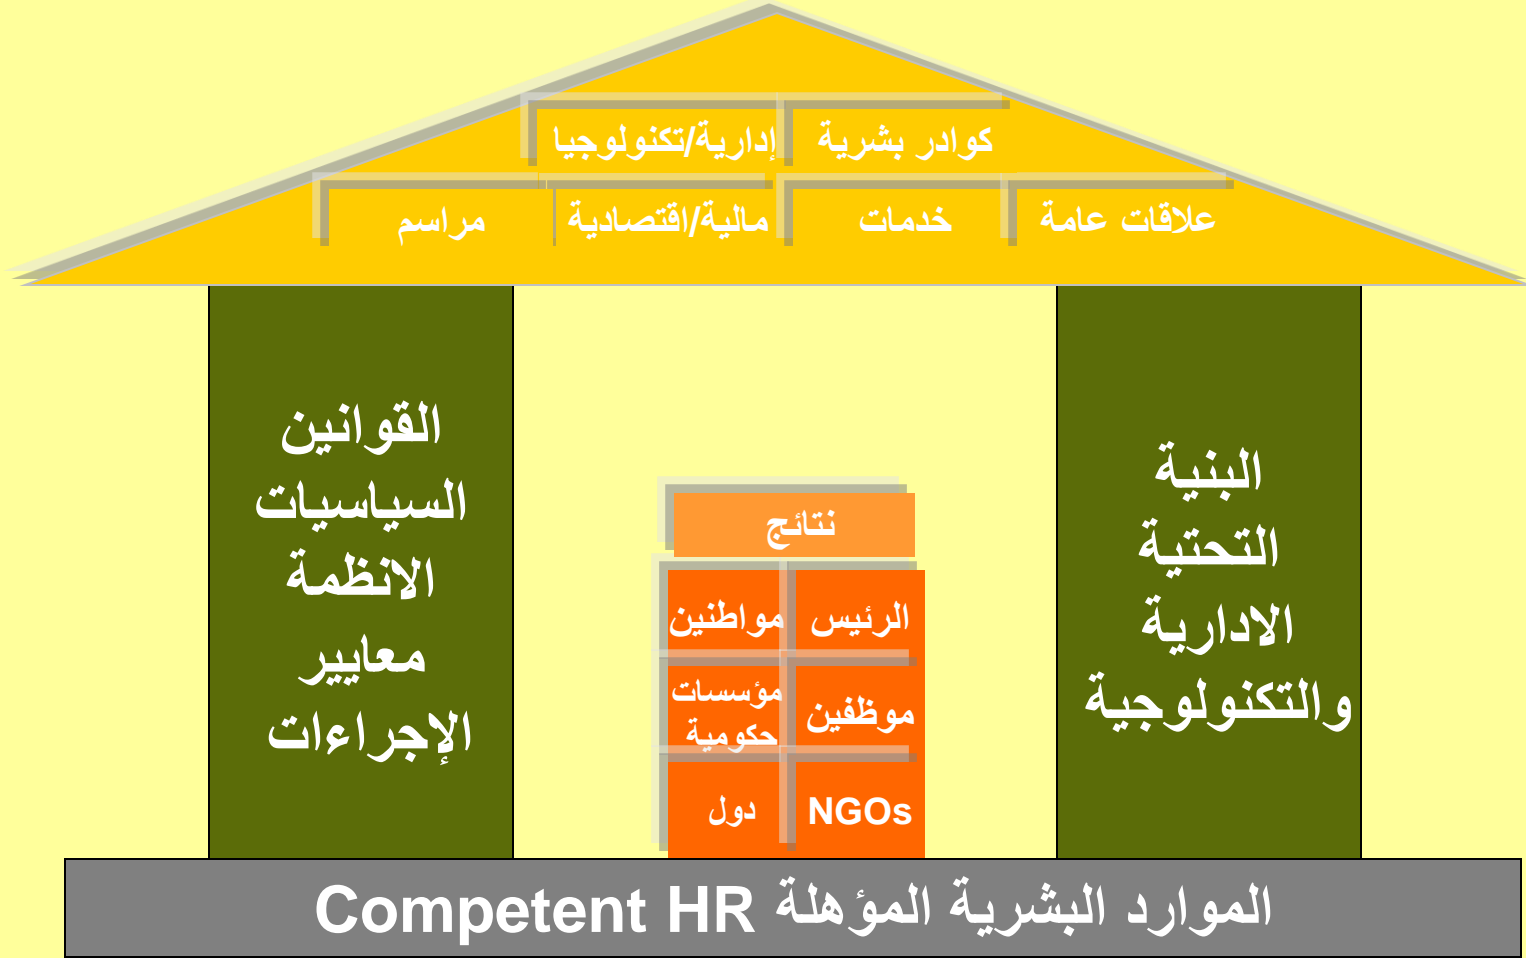 كوادر بشرية
إدارية/تكنولوجيا
علاقات عامة
خدمات
مالية/اقتصادية
مراسم
البنية
التحتية
الادارية
والتكنولوجية
نتائج
الرئيس
مواطنين
موظفين
مؤسسات
حكومية
NGOs
دول
القوانين
السياسيات
الانظمة
معايير
الإجراءات
الموارد البشرية المؤهلة Competent HR